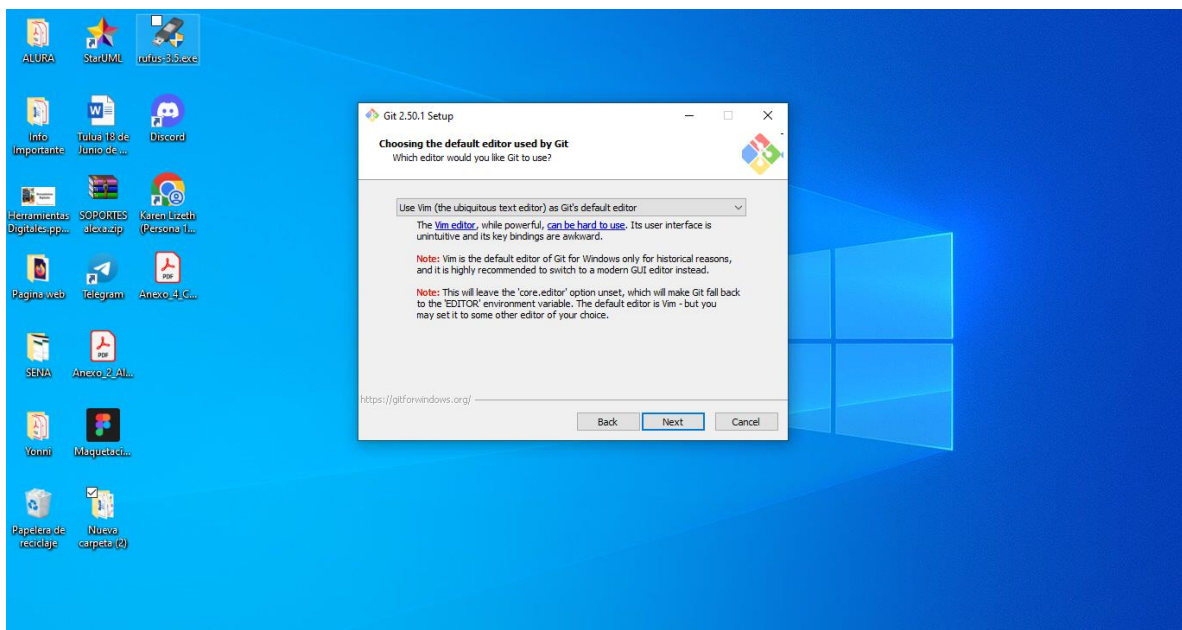 ALURA
StarUML
rufus-3.5.exe
Info
Importante
Tuluá 18 de
Junio de ...
Discord
Herramientas
Digitales.pp...
SOPORTES
alexa.zip
Karen Lizeth
(Persona 1...
Pagina web
Telegram
PDF
Anexo_4_C...
SENA
PDF
Anexo_2_Al...
Yonni
Maquetaci...
Papelera de
reciclaje
Nueva
carpeta (2)
Git 2.50.1 Setup
Choosing the default editor used by Git
Which editor would you like Git to use?
Use Vim (the ubiquitous text editor) as Git's default editor
The Vim editor, while powerful, can be hard to use. Its user interface is
unintuitive and its key bindings are awkward.
Note: Vim is the default editor of Git for Windows only for historical reasons,
and it is highly recommended to switch to a modern GUI editor instead.
Note: This will leave the 'core.editor' option unset, which will make Git fall back
to the 'EDITOR' environment variable. The default editor is Vim - but you
may set it to some other editor of your choice.
https://gitforwindows.org/
Back
Next
Cancel